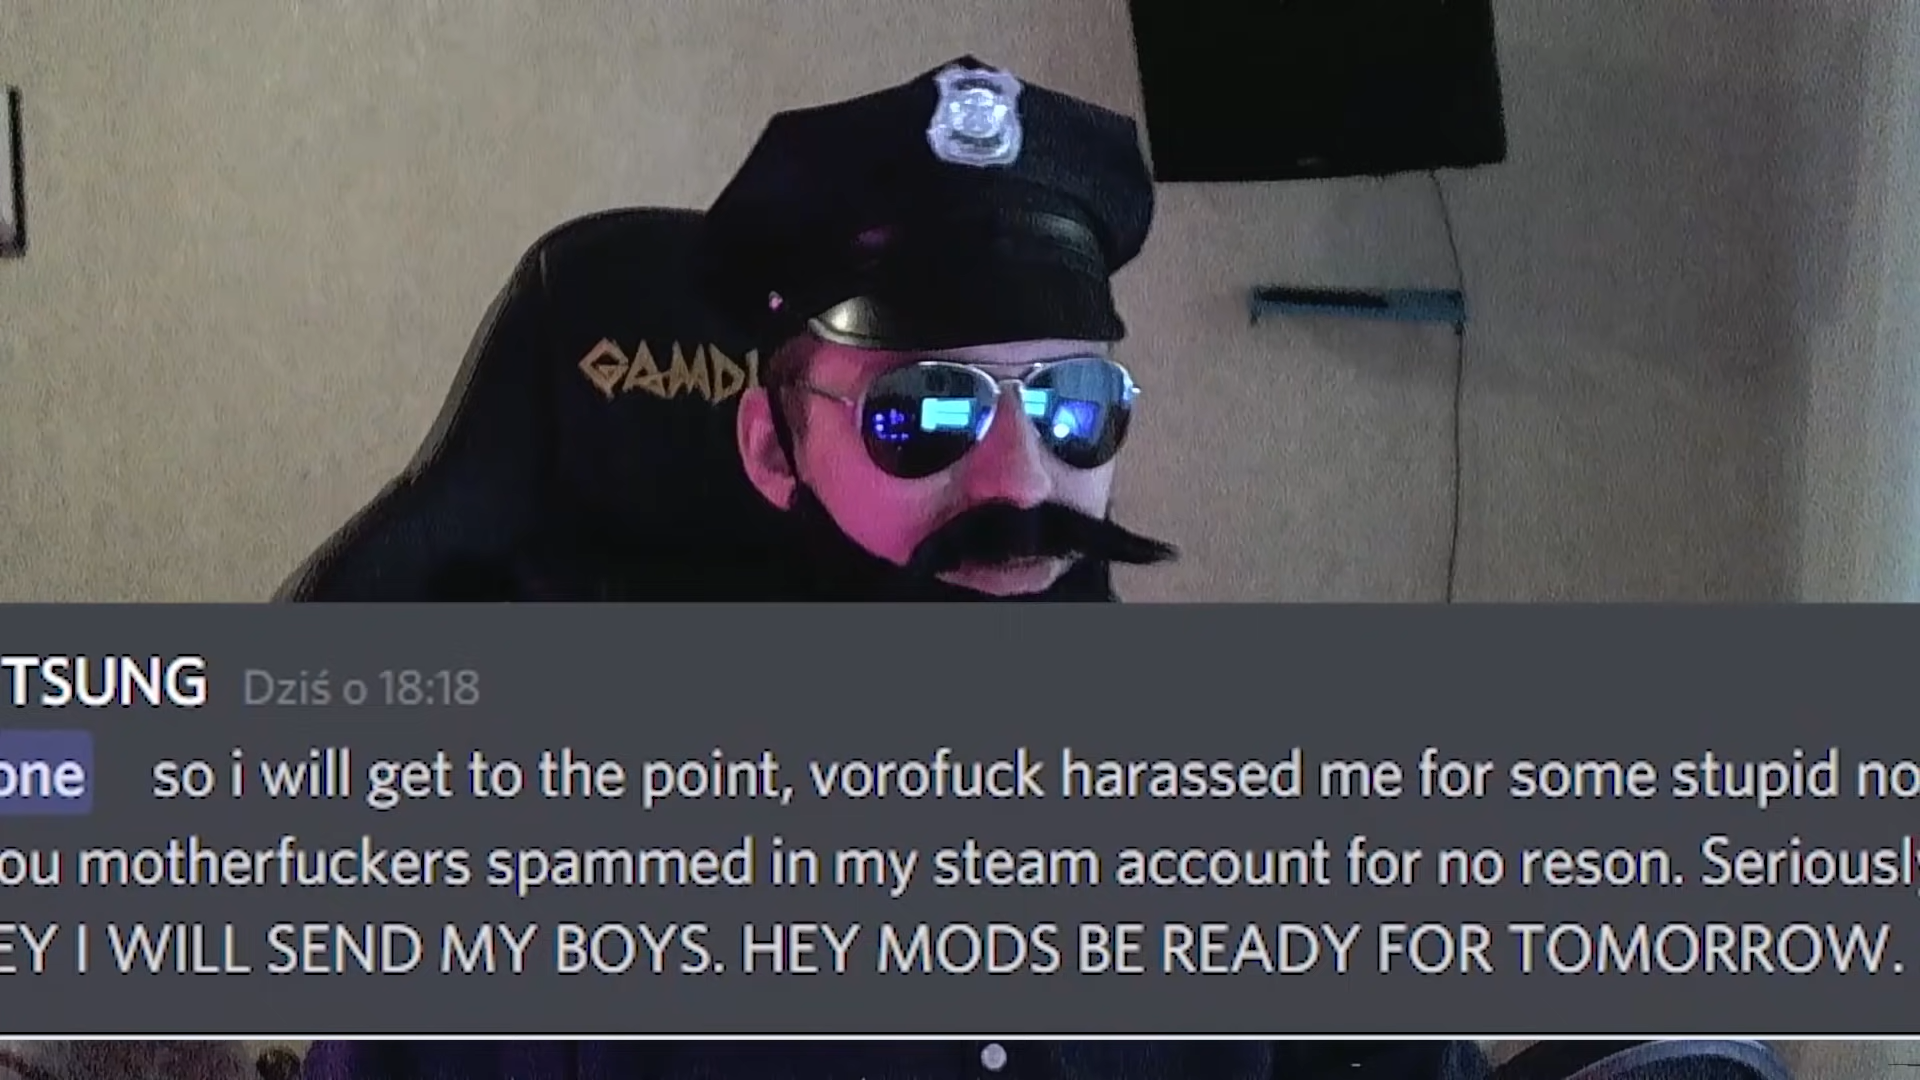 GAMDI
TSUNG Dziś o 18:18
one so i will get to the point, vorofuck harassed me for some stupid no
ou motherfuckers spammed in my steam account for no reson. Seriously
EY I WILL SEND MY BOYS. HEY MODS BE READY FOR TOMORROW.